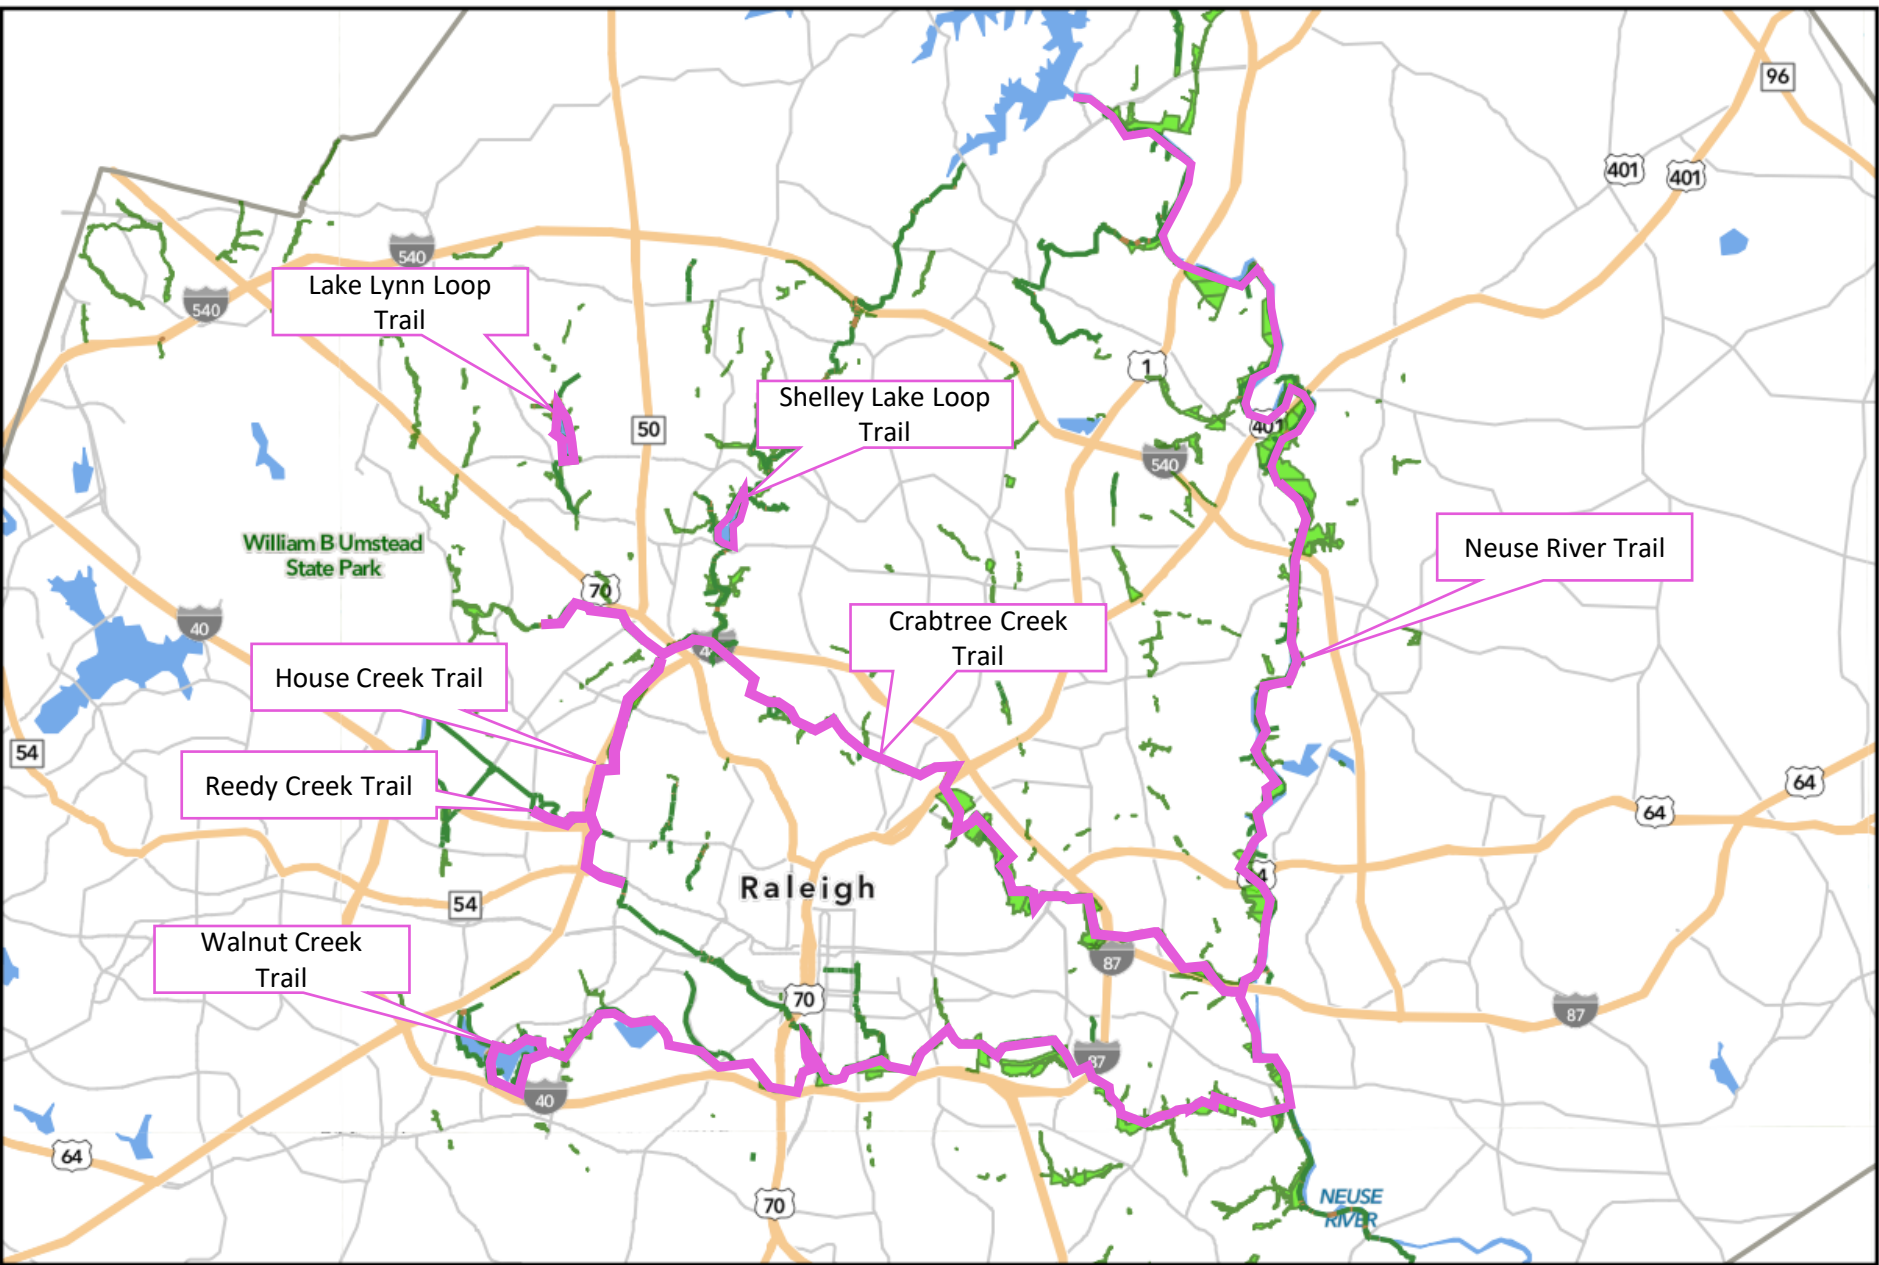 96
401
401
540
540
Lake Lynn Loop
Trail
1
Shelley Lake Loop
Trail
50
401
540
William B Umstead
State Park
Neuse River Trail
70
40
Crabtree Creek
Trail
House Creek Trail
54
Reedy Creek Trail
64
64
Raleigh
54
Walnut Creek
Trail
87
70
87
87
40
64
NEUSE
RIVER
70